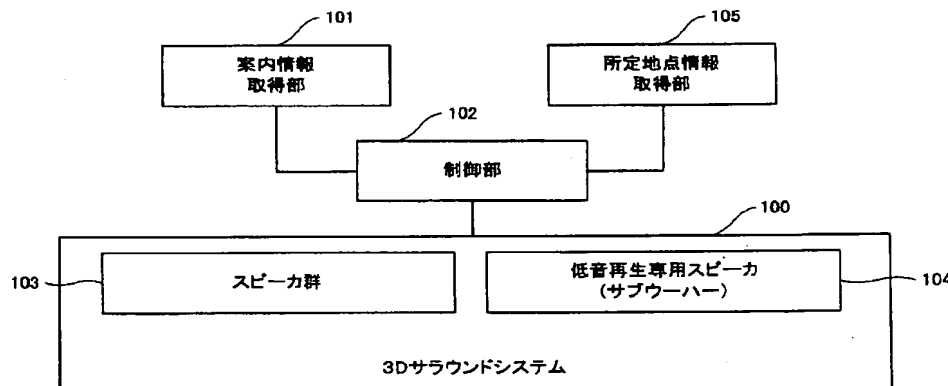 101
105
案内情報
取得部
所定地点情報
取得部
102
制御部
100
103
スピーカ群
低音再生専用スピーカ
(サブウーハー)
104
3Dサラウンドシステム